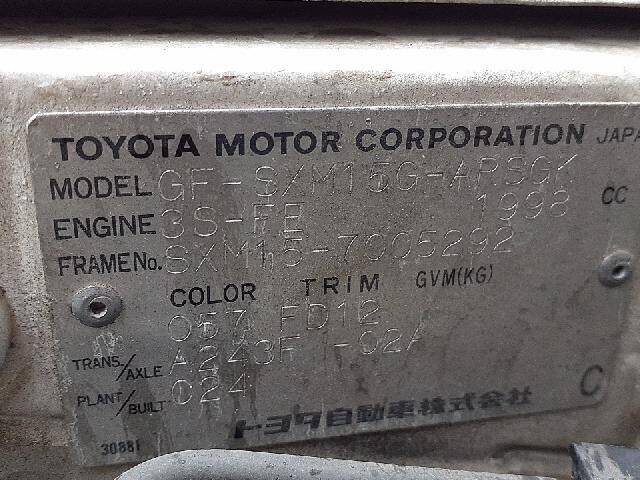 TOYOTA MOTOR CORPORATION JAPA
MODEL GF-SXM15G-APSGK
ENGINE 3S-FE 1998 CC
FRAME No. SXM15-7005292
COLOR TRIM GVM(KG)
057 FD12
TRANS./AXLE A243F -02A
PLANT/BUILT C24
C
トヨタ自動車株式会社
30881